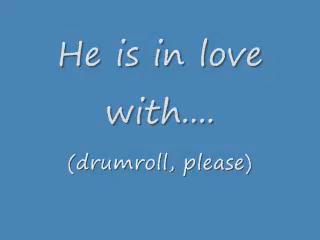 He is in love
with....
(drumroll, please)